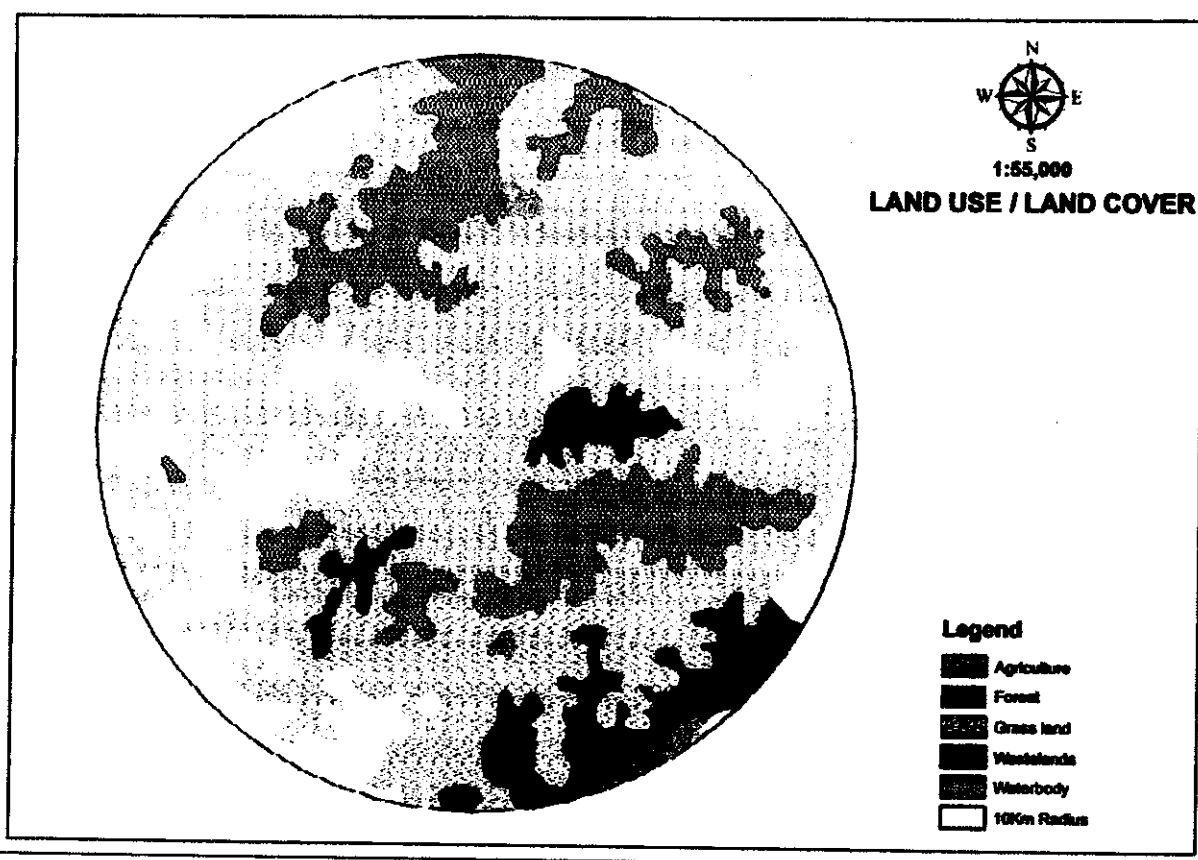 N
W E
S
1:55,000
LAND USE / LAND COVER
Legend
Agriculture
Forest
Grass land
Wastelands
Waterbody
10Km Radius